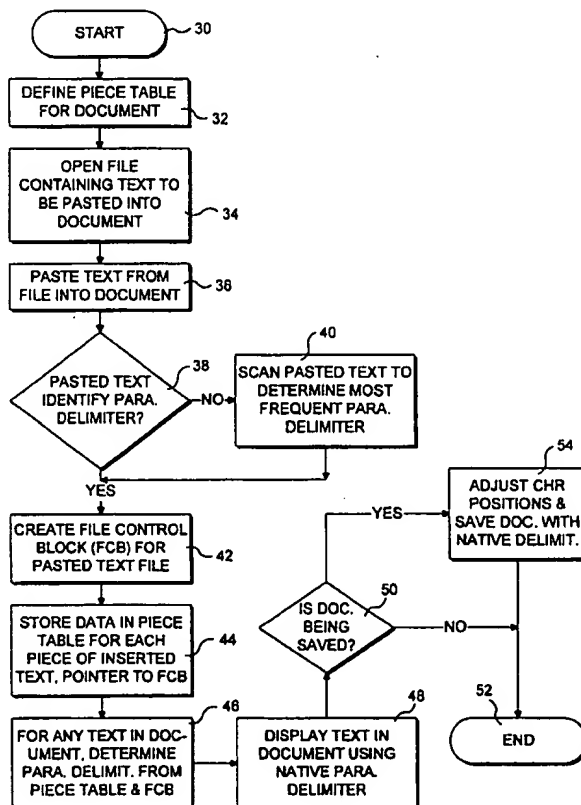 START
30
DEFINE PIECE TABLE
FOR DOCUMENT
32
OPEN FILE
CONTAINING TEXT TO
BE PASTED INTO
DOCUMENT
34
PASTE TEXT FROM
FILE INTO DOCUMENT
36
PASTED TEXT
IDENTIFY PARA.
DELIMITER?
38
NO
40
SCAN PASTED TEXT TO
DETERMINE MOST
FREQUENT PARA.
DELIMITER
YES
CREATE FILE CONTROL
BLOCK (FCB) FOR
PASTED TEXT FILE
42
STORE DATA IN PIECE
TABLE FOR EACH
PIECE OF INSERTED
TEXT, POINTER TO FCB
44
46
FOR ANY TEXT IN DOC-
UMENT, DETERMINE
PARA. DELIMIT. FROM
PIECE TABLE & FCB
48
DISPLAY TEXT IN
DOCUMENT USING
NATIVE PARA.
DELIMITER
IS DOC.
BEING
SAVED?
50
YES
NO
54
ADJUST CHR
POSITIONS &
SAVE DOC. WITH
NATIVE DELIMIT.
52
END